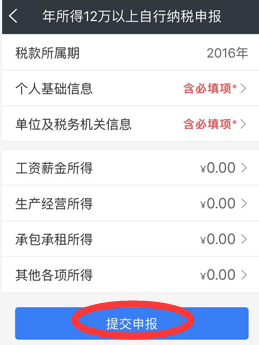 年所得12万以上自行纳税申报
税款所属期 2016年
个人基础信息 含必填项*
单位及税务机关信息 含必填项*
工资薪金所得 ¥0.00
生产经营所得 ¥0.00
承包承租所得 ¥0.00
其他各项所得 ¥0.00
提交申报